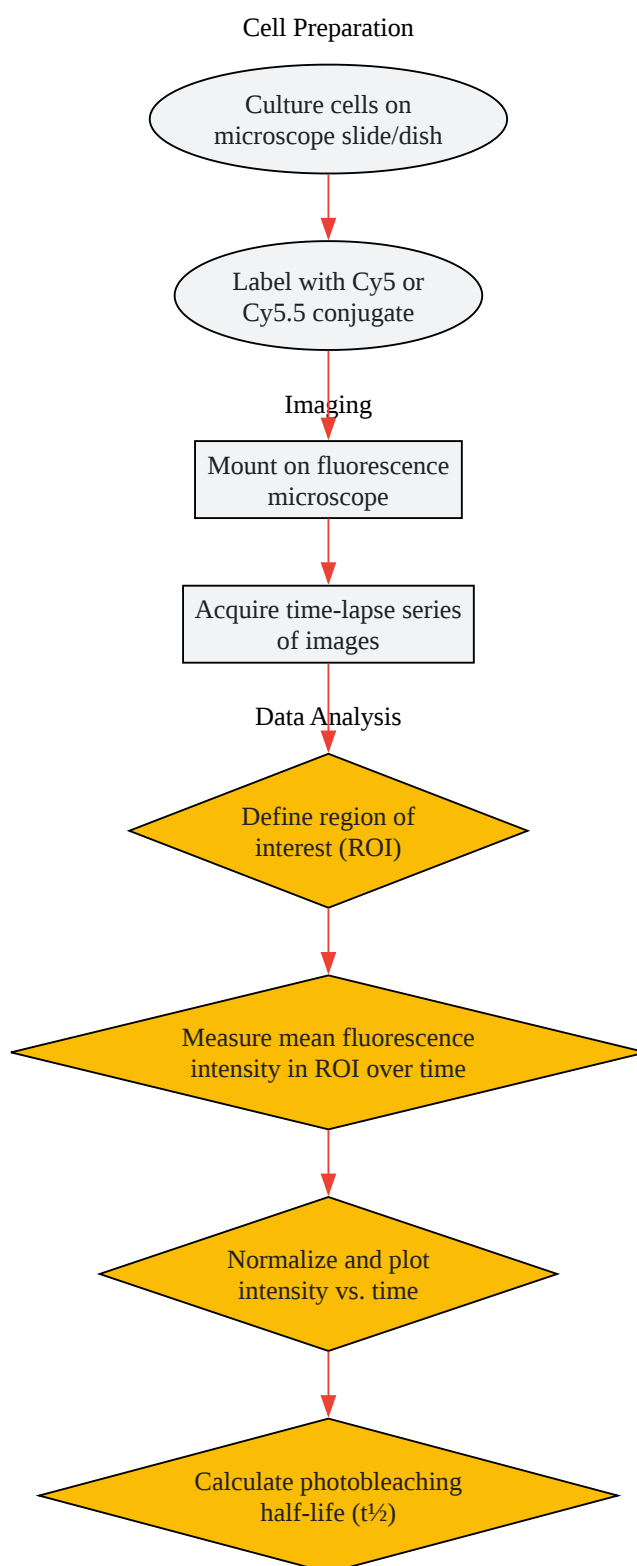 Cell Preparation
Culture cells on
microscope slide/dish
Label with Cy5 or
Cy5.5 conjugate
Imaging
Mount on fluorescence
microscope
Acquire time-lapse series
of images
Data Analysis
Define region of
interest (ROI)
Measure mean fluorescence
intensity in ROI over time
Normalize and plot
intensity vs. time
Calculate photobleaching
half-life (t½)